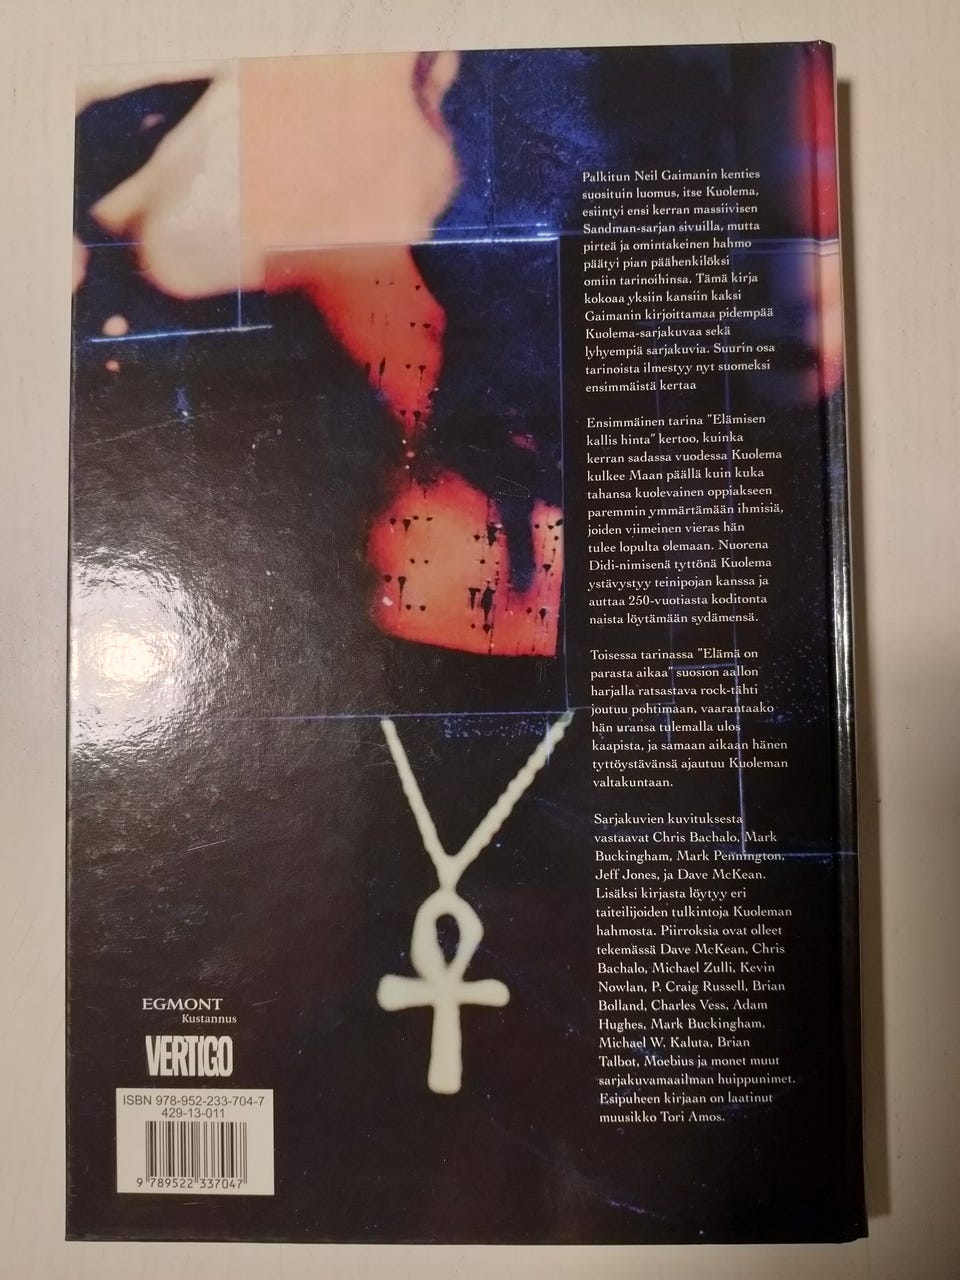 Palkitun Neil Gaimanin kenties
suosituin luomus, itse Kuolema,
esiintyi ensi kerran massiivisen
Sandman-sarjan sivuilla, mutta
pirteä ja omintakeinen hahmo
päätyi pian päähenkilöksi
omiin tarinoihinsa. Tämä kirja
kokoaa yksiin kansiin kaksi
Gaimanin kirjoittamaa pidempää
Kuolema-sarjakuvaa sekä
lyhyempiä sarjakuvia. Suurin osa
tarinoista ilmestyy nyt suomeksi
ensimmäistä kertaa
Ensimmäinen tarina "Elämisen
kallis hinta" kertoo, kuinka
kerran sadassa vuodessa Kuolema
kulkee Maan päällä kuin kuka
tahansa kuolevainen oppiakseen
paremmin ymmärtämään ihmisiä,
joiden viimeinen vieras hän
tulee lopulta olemaan. Nuorena
Didi-nimisenä tyttönä Kuolema
ystävystyy teinipojan kanssa ja
auttaa 250-vuotiasta koditonta
naista löytämään sydämensä.
Toisessa tarinassa "Elämä on
parasta aikaa" suosion aallon
harjalla ratsastava rock-tähti
joutuu pohtimaan, vaarantaako
hän uransa tulemalla ulos
kaapista, ja samaan aikaan hänen
tyttöystävänsä ajautuu Kuoleman
valtakuntaan.
Sarjakuvien kuvituksesta
vastaavat Chris Bachalo, Mark
Buckingham, Mark Pennington,
Jeff Jones, ja Dave McKean.
Lisäksi kirjasta löytyy eri
taiteilijoiden tulkintoja Kuoleman
hahmosta. Piirroksia ovat olleet
tekemässä Dave McKean, Chris
Bachalo, Michael Zulli, Kevin
Nowlan, P. Craig Russell, Brian
Bolland, Charles Vess, Adam
Hughes, Mark Buckingham,
Michael W. Kaluta, Brian
Talbot, Moebius ja monet muut
sarjakuvamaailman huippunimet.
Esipuheen kirjaan on laatinut
muusikko Tori Amos.
EGMONT
Kustannus
VERTIGO
ISBN 978-952-233-704-7
429-13-011
9 789522 337047